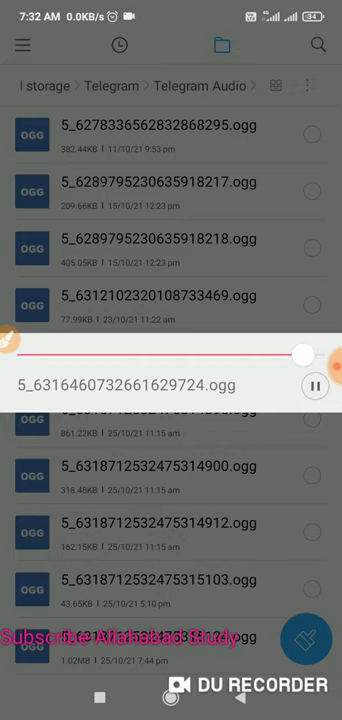 7:32 AM 0.0KB/s 34
l storage > Telegram > Telegram Audio >
OGG 5_6278336562832868295.ogg
382.44KB | 11/10/21 9:53 pm
OGG 5_6289795230635918217.ogg
209.66KB | 15/10/21 12:23 pm
OGG 5_6289795230635918218.ogg
405.05KB | 15/10/21 12:23 pm
OGG 5_6312102320108733469.ogg
77.99KB | 23/10/21 11:22 am
5_6316460732661629724.ogg
OGG
861.22KB | 25/10/21 11:15 am
OGG 5_6318712532475314900.ogg
318.48KB | 25/10/21 11:15 am
OGG 5_6318712532475314912.ogg
162.15KB | 25/10/21 11:15 am
OGG 5_6318712532475315103.ogg
43.65KB | 25/10/21 5:10 pm
Subscribe Allahabad Study
OGG
1.02MB | 25/10/21 7:44 pm
DU RECORDER